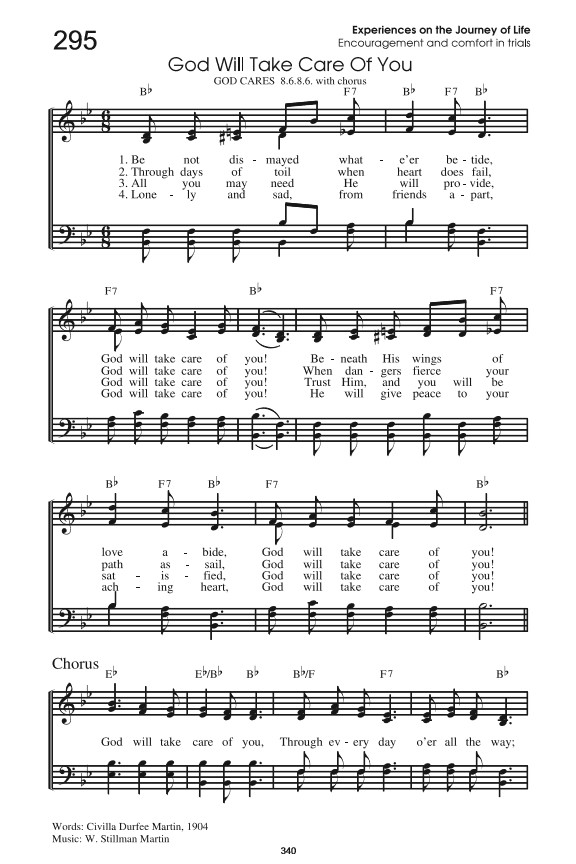 295
Experiences on the Journey of Life
Encouragement and comfort in trials
God Will Take Care Of You
GOD CARES 8.6.8.6. with chorus
B♭ F7 B♭ F7 B♭
6 8
1. Be not dis - mayed what - e'er be - tide,
2. Through days of toil when heart does fail,
3. All you may need He will pro - vide,
4. Lone - ly and sad, from friends a - part,
6 8
F7 B♭ F7
God will take care of you! Be - neath His wings of
God will take care of you! When dan - gers fierce your
God will take care of you! Trust Him, and you will be
God will take care of you! He will give peace to your
B♭ F7 B♭ F7 B♭
love a - bide, God will take care of you!
path as - sail, God will take care of you!
sat - is - fied, God will take care of you!
ach - ing heart, God will take care of you!
Chorus
E♭ E♭/B♭ B♭ B♭/F F7 B♭
God will take care of you, Through ev - ery day o'er all the way;
Words: Civilla Durfee Martin, 1904
Music: W. Stillman Martin
340